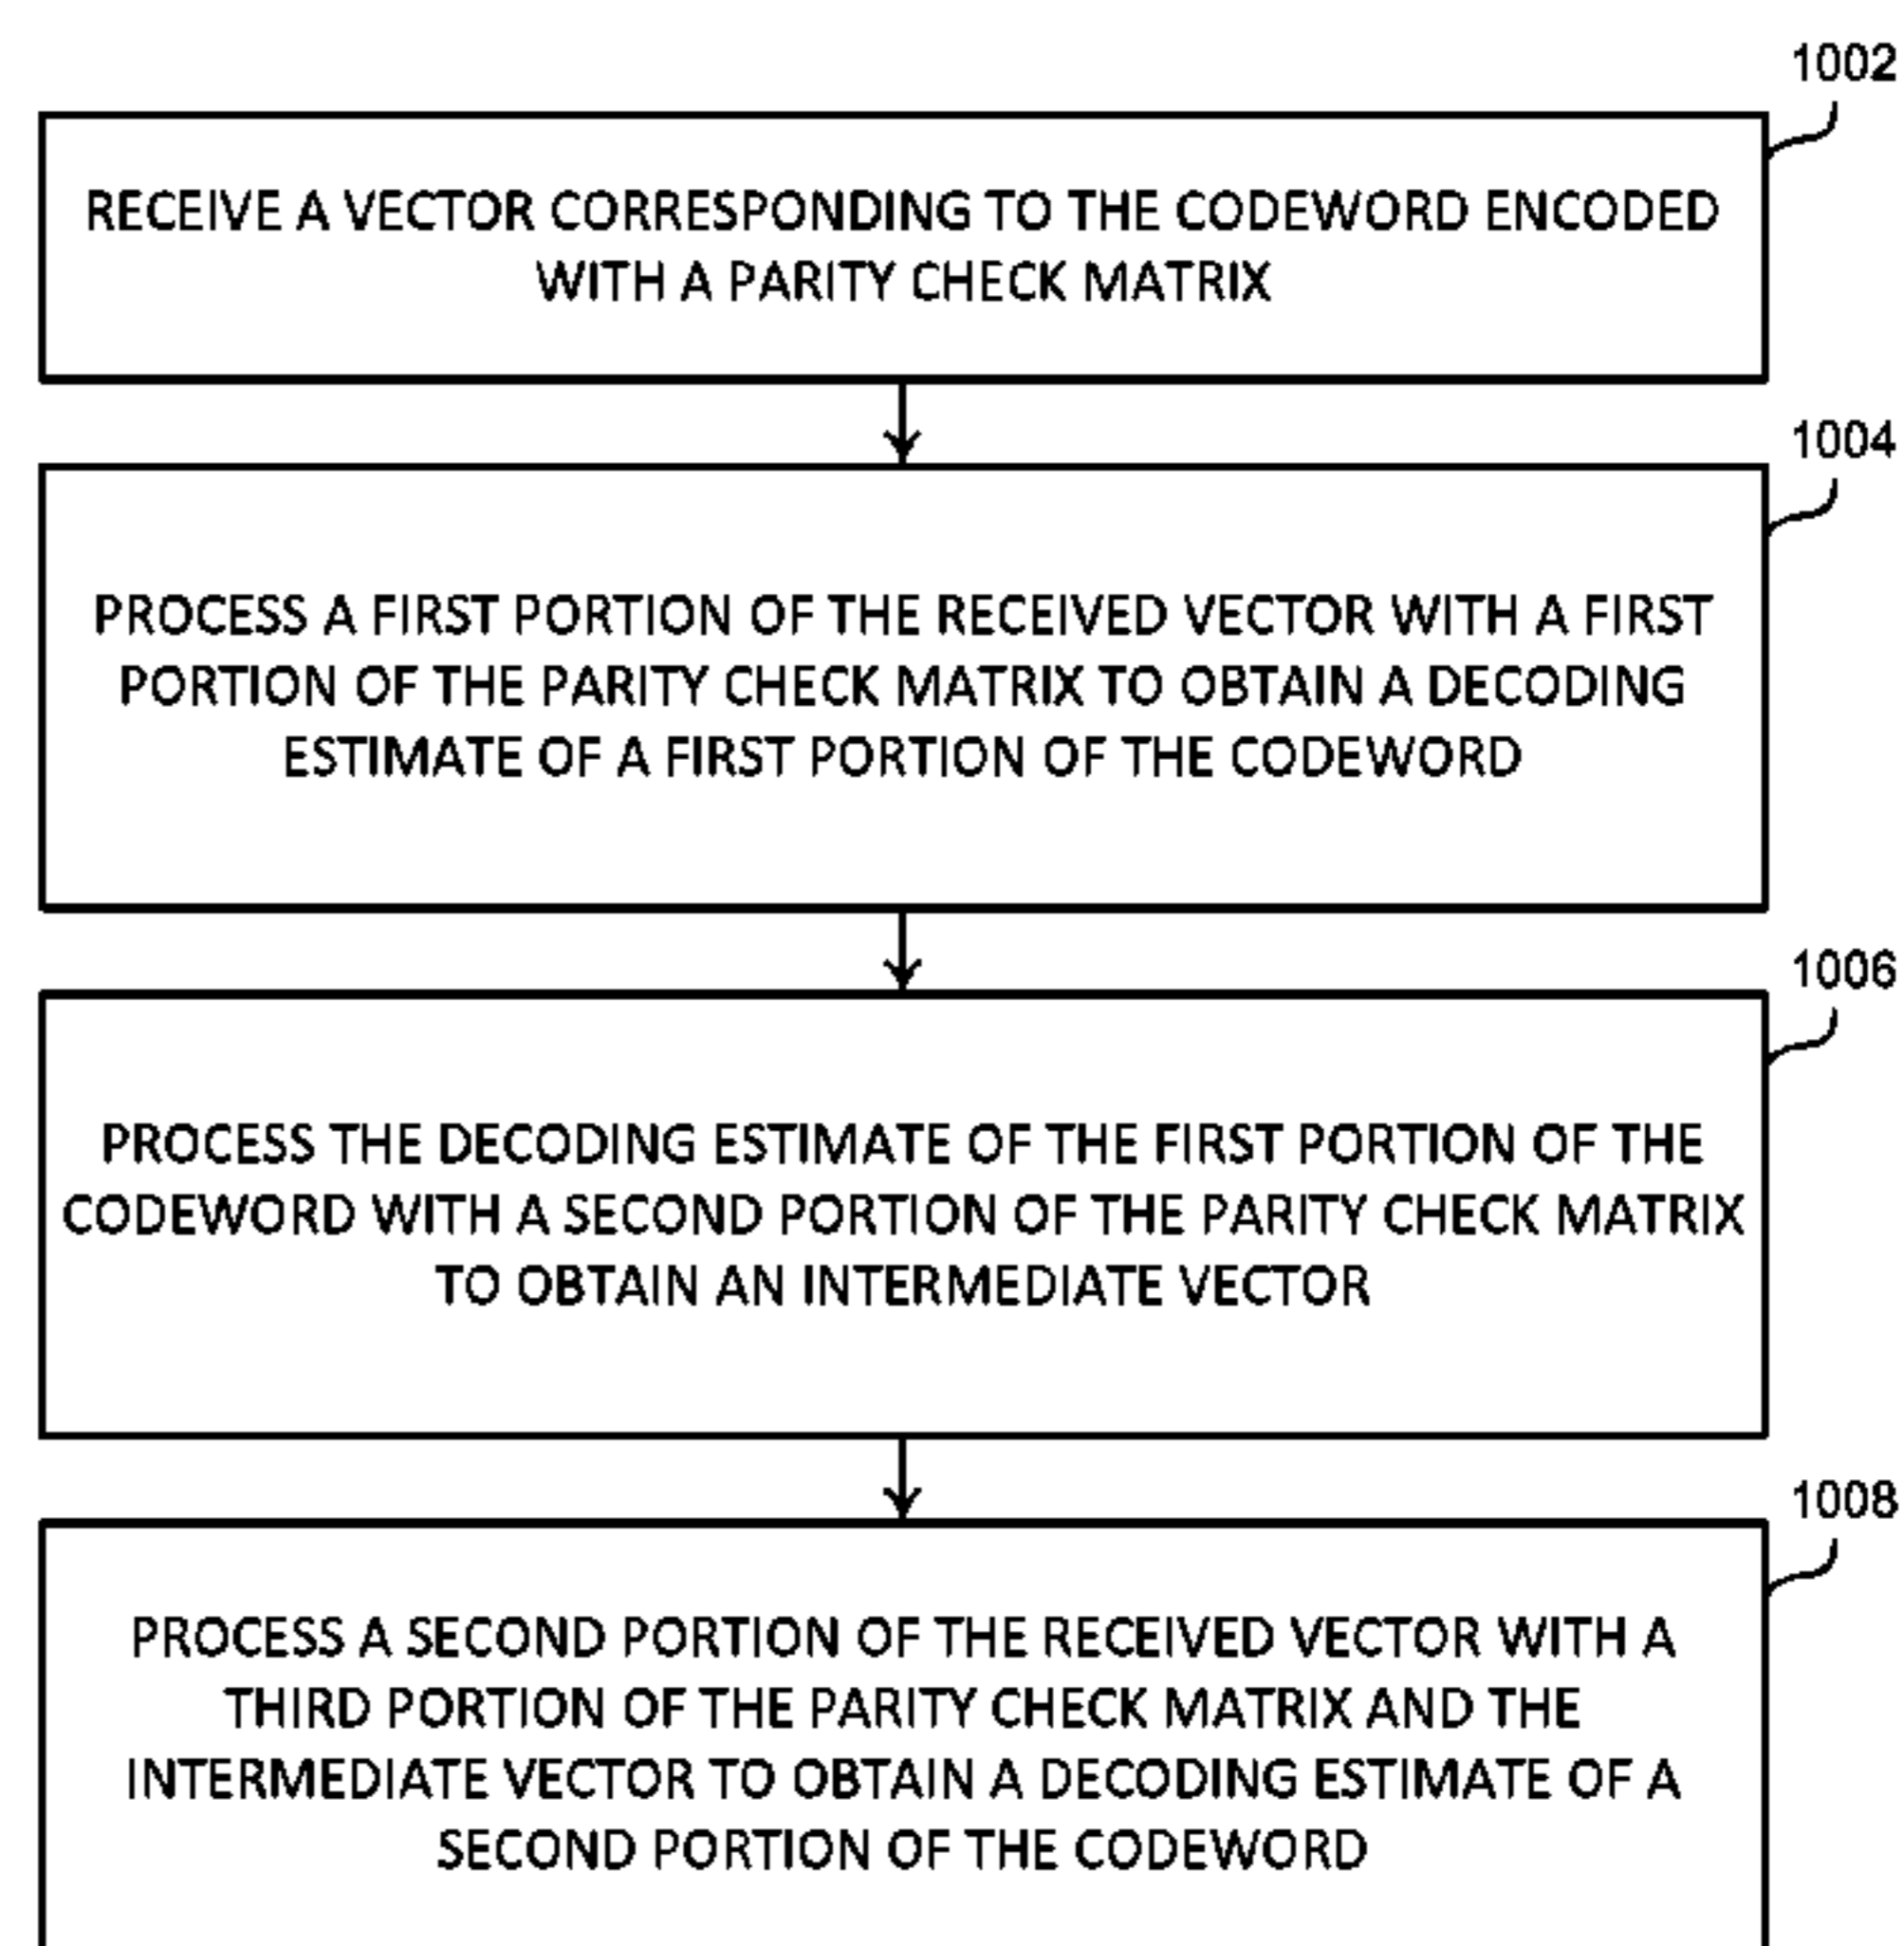 1002
RECEIVE A VECTOR CORRESPONDING TO THE CODEWORD ENCODED
WITH A PARITY CHECK MATRIX
1004
PROCESS A FIRST PORTION OF THE RECEIVED VECTOR WITH A FIRST
PORTION OF THE PARITY CHECK MATRIX TO OBTAIN A DECODING
ESTIMATE OF A FIRST PORTION OF THE CODEWORD
1006
PROCESS THE DECODING ESTIMATE OF THE FIRST PORTION OF THE
CODEWORD WITH A SECOND PORTION OF THE PARITY CHECK MATRIX
TO OBTAIN AN INTERMEDIATE VECTOR
1008
PROCESS A SECOND PORTION OF THE RECEIVED VECTOR WITH A
THIRD PORTION OF THE PARITY CHECK MATRIX AND THE
INTERMEDIATE VECTOR TO OBTAIN A DECODING ESTIMATE OF A
SECOND PORTION OF THE CODEWORD